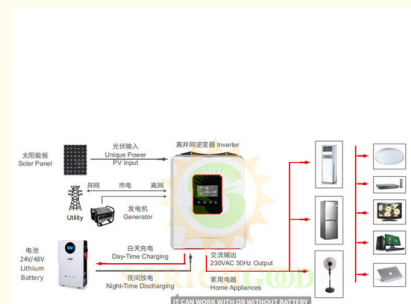 太阳能板
Solar Panel
光伏输入
Unique Power
PV Input
离并网逆变器 Inverter
并网
市电
离网
Utility
发电机
Generator
电池
24V/48V
Lithium
Battery
白天充电
Day-Time Charging
夜间放电
Night-Time Discharging
交流输出
230VAC 50Hz Output
家用电器
Home Appliances
IT CAN WORK WITH OR WITHOUT BATTERY